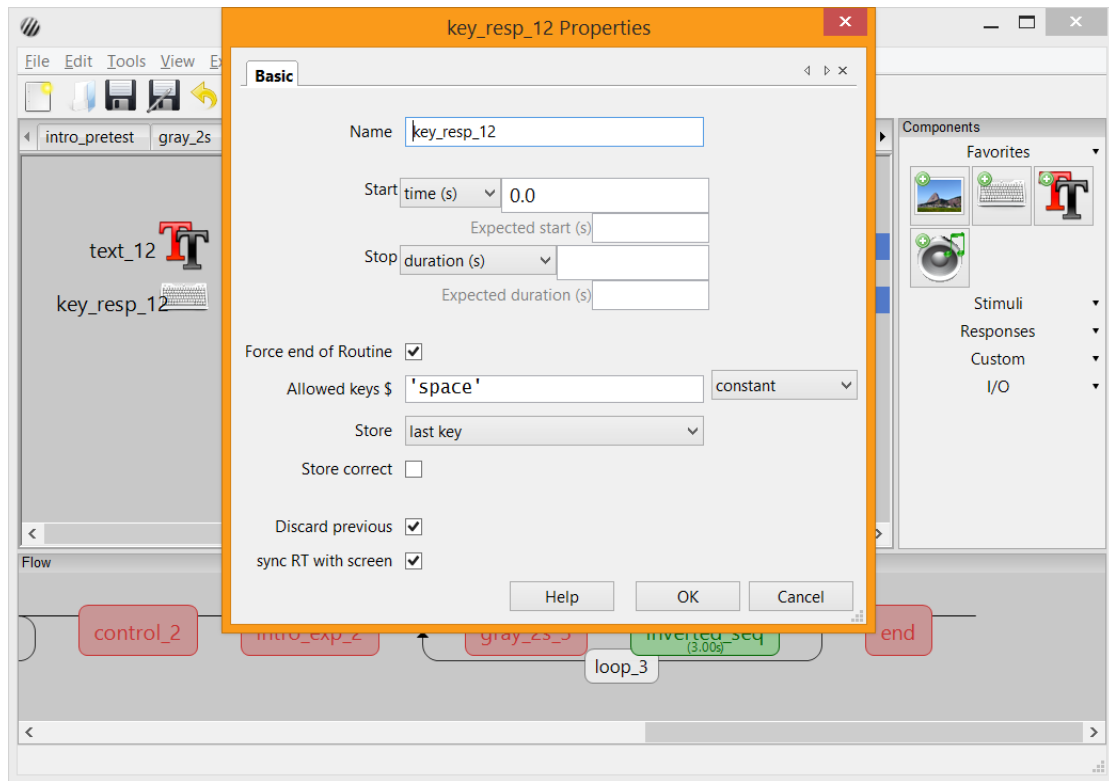 key_resp_12 Properties
File Edit Tools View
Basic
intro_pretest gray_2s
Components
Favorites
Name key_resp_12
Start time (s) 0.0
Expected start (s)
text_12
Stop duration (s)
Expected duration (s)
key_resp_12
Stimuli
Responses
Custom
I/O
Force end of Routine
Allowed keys $ 'space' constant
Store last key
Store correct
Discard previous
sync RT with screen
Flow
Help OK Cancel
control_2 intro_exp_2 gray_2s_5 inverted_seq end
(3.00s)
loop_3